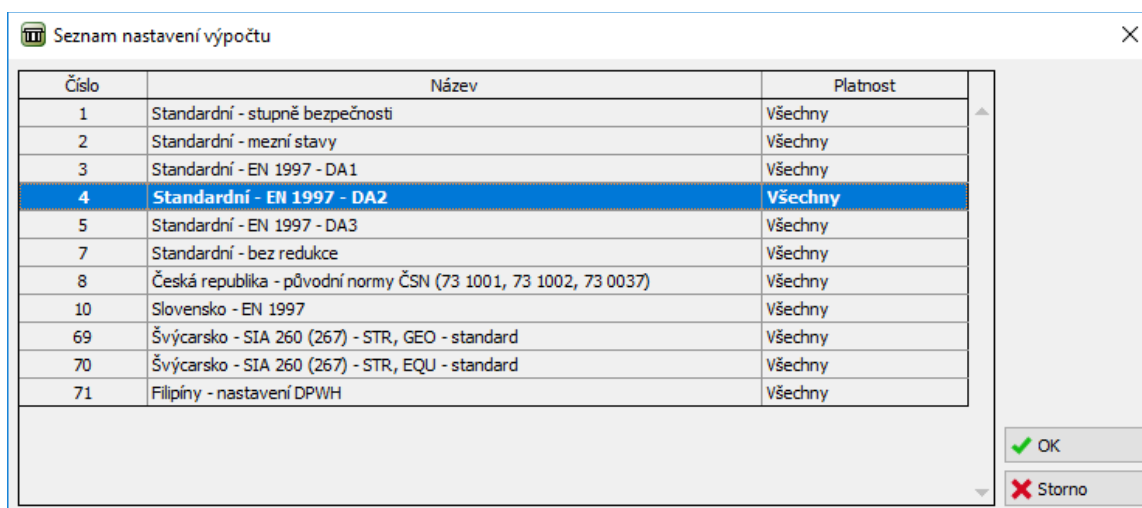 Seznam nastavení výpočtu
Číslo Název Platnost
1 Standardní - stupně bezpečnosti Všechny
2 Standardní - mezní stavy Všechny
3 Standardní - EN 1997 - DA1 Všechny
4 Standardní - EN 1997 - DA2 Všechny
5 Standardní - EN 1997 - DA3 Všechny
7 Standardní - bez redukce Všechny
8 Česká republika - původní normy ČSN (73 1001, 73 1002, 73 0037) Všechny
10 Slovensko - EN 1997 Všechny
69 Švýcarsko - SIA 260 (267) - STR, GEO - standard Všechny
70 Švýcarsko - SIA 260 (267) - STR, EQU - standard Všechny
71 Filipíny - nastavení DPWH Všechny
OK
Storno